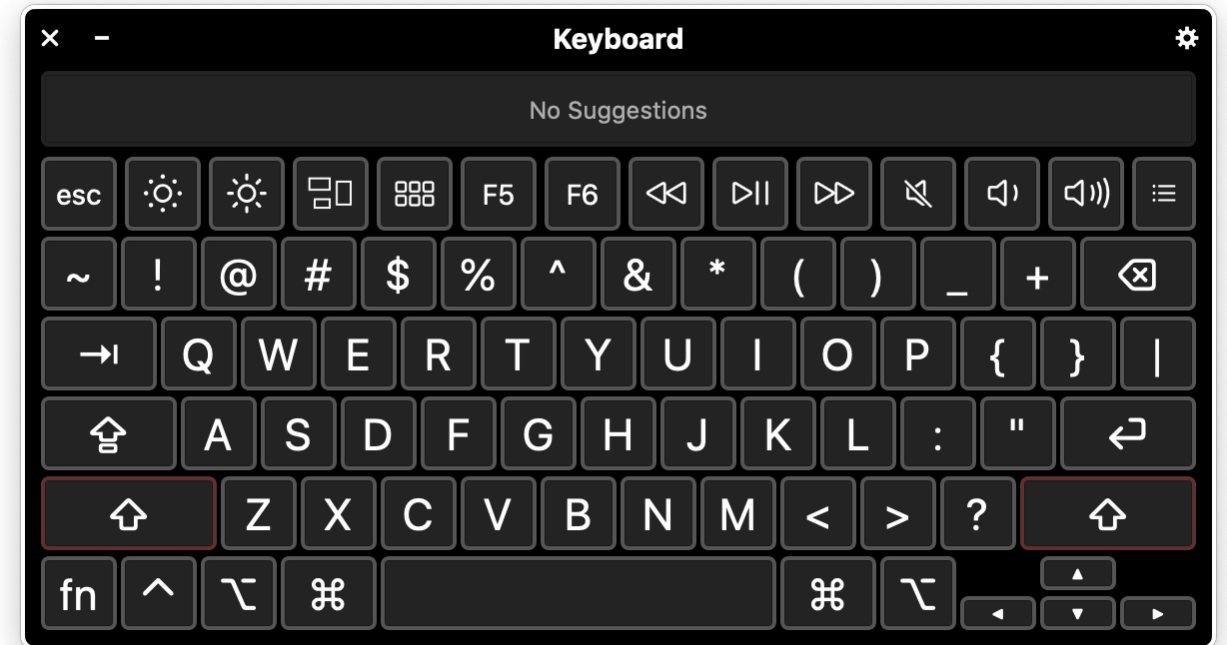 Keyboard
No Suggestions
esc F5 F6
~ ! @ # $ % ^ & * ( ) _ +
Q W E R T Y U I O P { } |
A S D F G H J K L : "
Z X C V B N M < > ?
fn ^ ⌥ ⌘ ⌘ ⌥